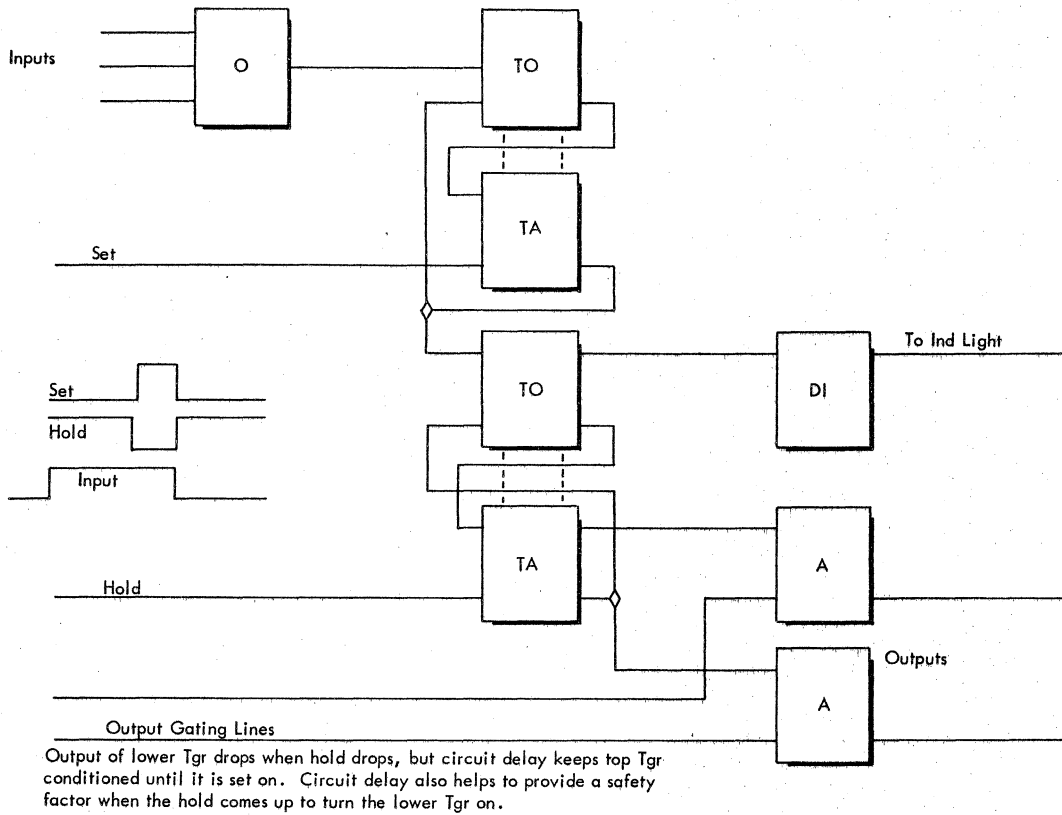 Inputs
O
TO
TA
Set
TO
DI
To Ind Light
Set
Hold
Input
TA
A
Hold
Outputs
A
Output Gating Lines
Output of lower Tgr drops when hold drops, but circuit delay keeps top Tgr
conditioned until it is set on. Circuit delay also helps to provide a safety
factor when the hold comes up to turn the lower Tgr on.